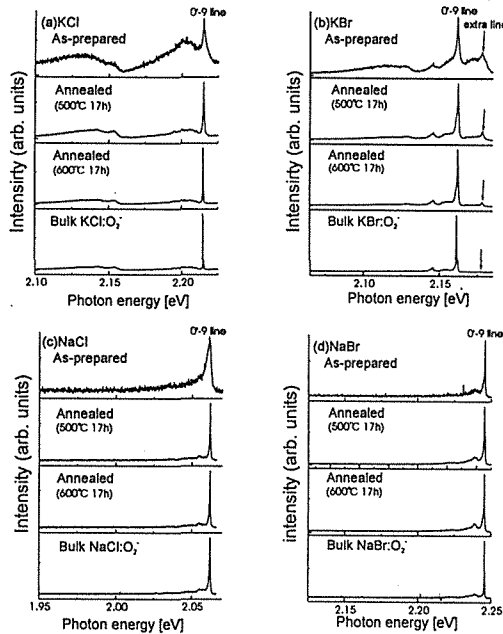 (a)KCl
0'-9 line
As-prepared
Annealed
(500℃ 17h)
Annealed
(600℃ 17h)
Bulk KCl:O₂⁻
Intensirty (arb. units)
2.10 2.15 2.20
Photon energy [eV]
(b)KBr
0'-9 line
extra line
As-prepared
Annealed
(500℃ 17h)
Annealed
(600℃ 17h)
Bulk KBr:O₂⁻
Intensirty (arb. units)
2.10 2.15
Photon energy [eV]
0'-9 line
(c)NaCl
As-prepared
Annealed
(500℃ 17h)
Annealed
(600℃ 17h)
Bulk NaCl:O₂⁻
Intensity (arb. units)
1.95 2.00 2.05
Photon energy [eV]
0'-9 line
(d)NaBr
As-prepared
Annealed
(500℃ 17h)
Annealed
(600℃ 17h)
Bulk NaBr:O₂⁻
intensity (arb. units)
2.15 2.20 2.25
Photon energy [eV]